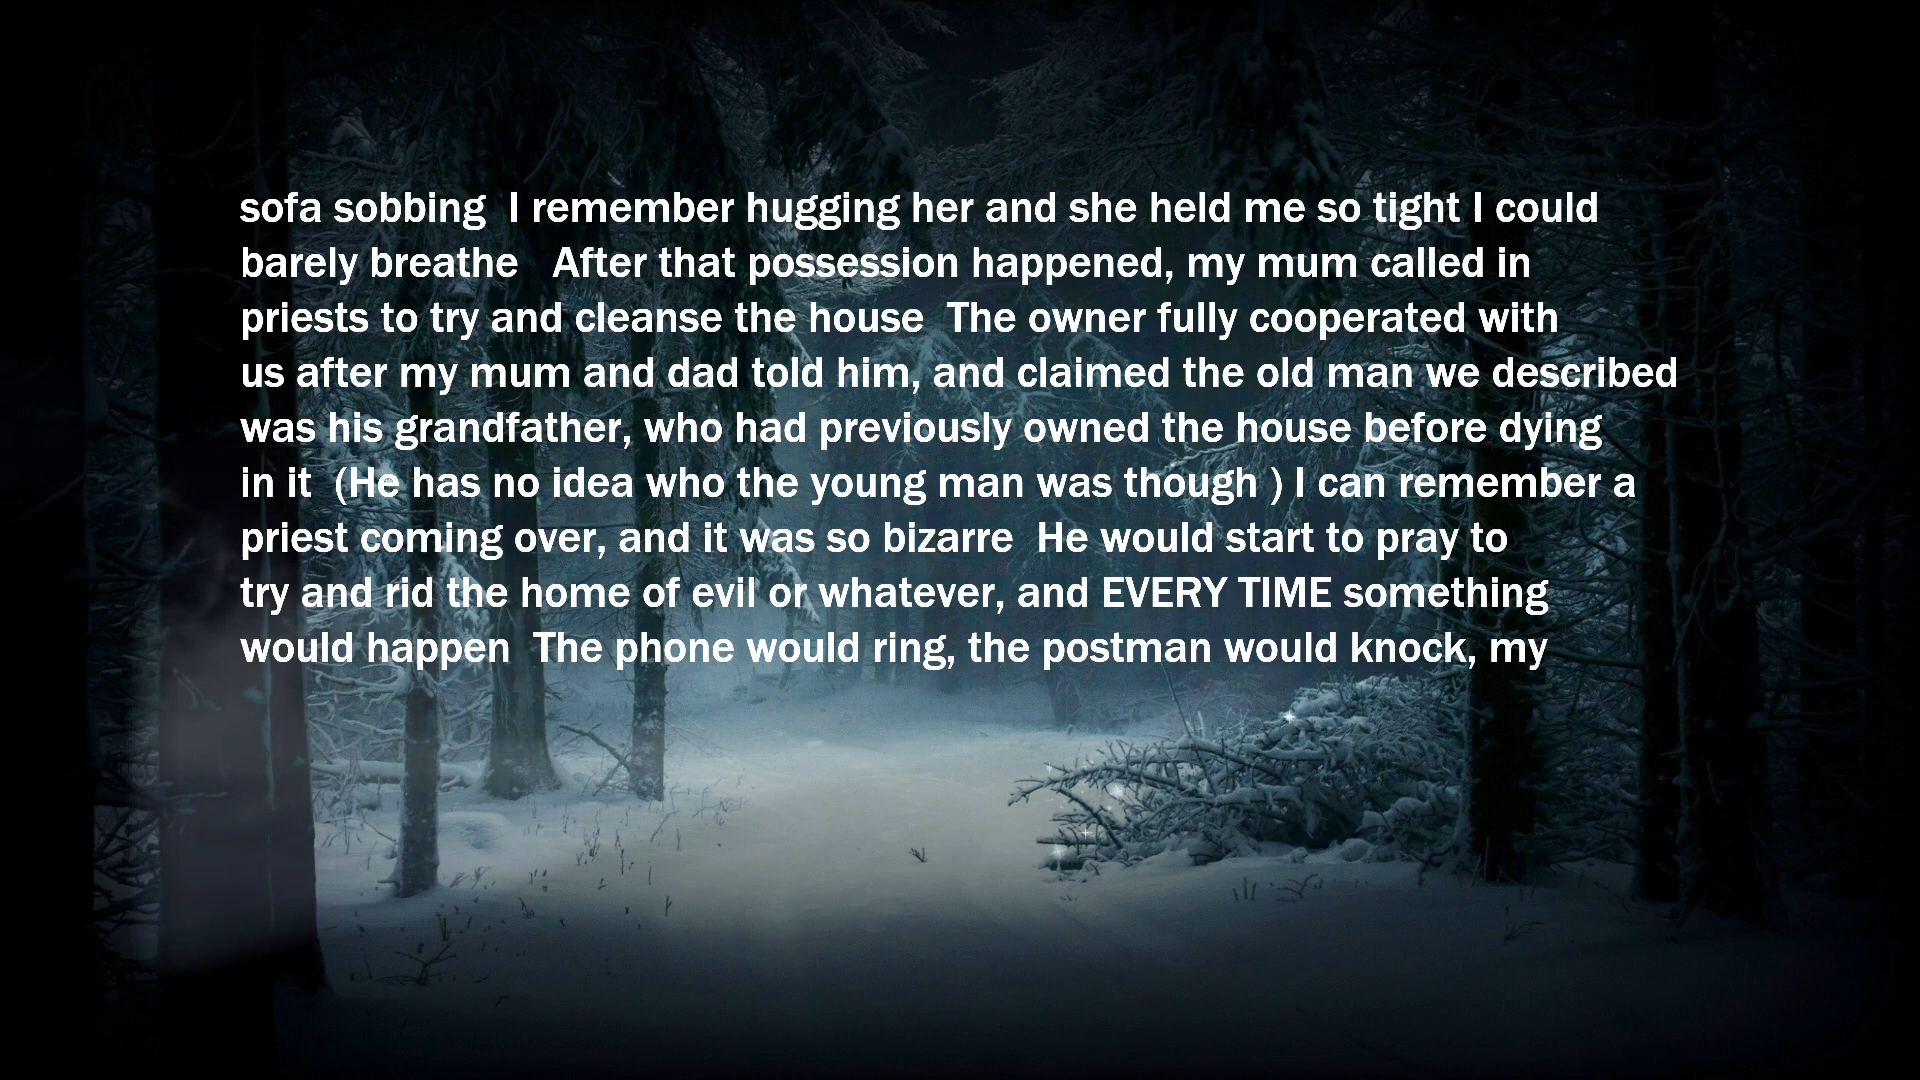 sofa sobbing  I remember hugging her and she held me so tight I could
barely breathe   After that possession happened, my mum called in
priests to try and cleanse the house  The owner fully cooperated with
us after my mum and dad told him, and claimed the old man we described
was his grandfather, who had previously owned the house before dying
in it  (He has no idea who the young man was though ) I can remember a
priest coming over, and it was so bizarre  He would start to pray to
try and rid the home of evil or whatever, and EVERY TIME something
would happen  The phone would ring, the postman would knock, my